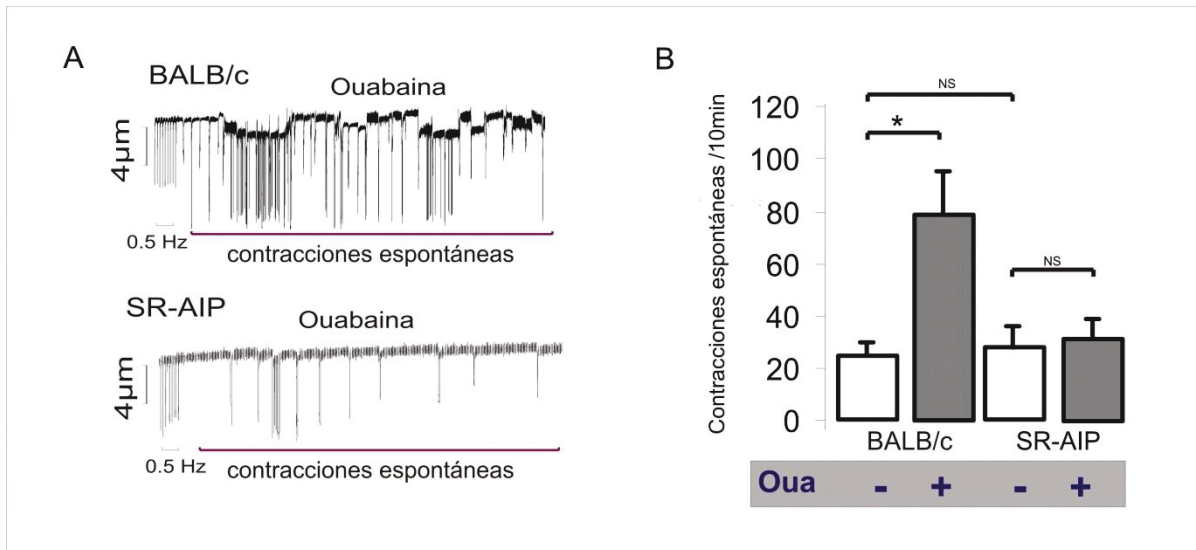 A
BALB/c
Ouabaina
4µm
0.5 Hz
contracciones espontáneas
SR-AIP
Ouabaina
4µm
0.5 Hz
contracciones espontáneas
B
Contracciones espontáneas /10min
120
100
80
60
40
20
0
NS
*
NS
BALB/c
SR-AIP
Oua - + - +